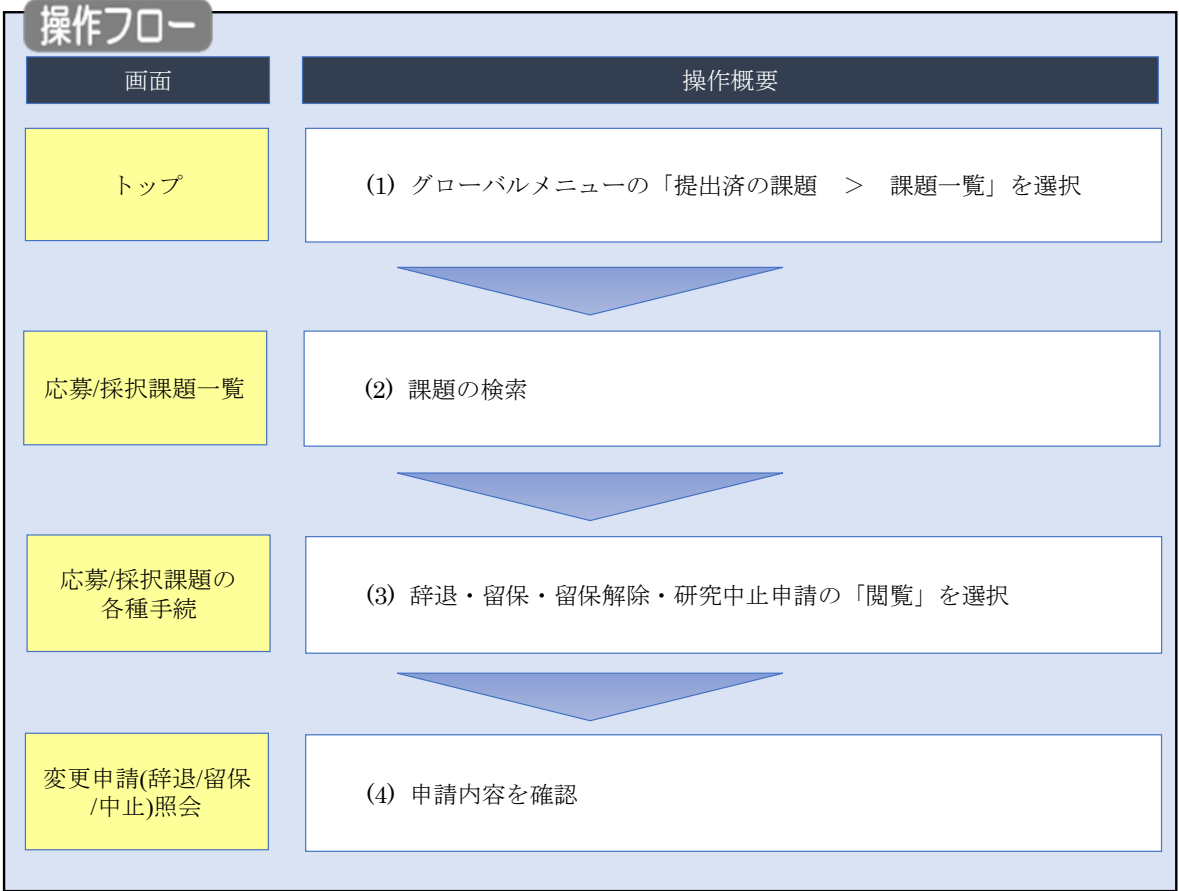 操作フロー
画面
操作概要
トップ
(1) グローバルメニューの「提出済の課題　＞　課題一覧」を選択
応募/採択課題一覧
(2) 課題の検索
応募/採択課題の
各種手続
(3) 辞退・留保・留保解除・研究中止申請の「閲覧」を選択
変更申請(辞退/留保
/中止)照会
(4) 申請内容を確認